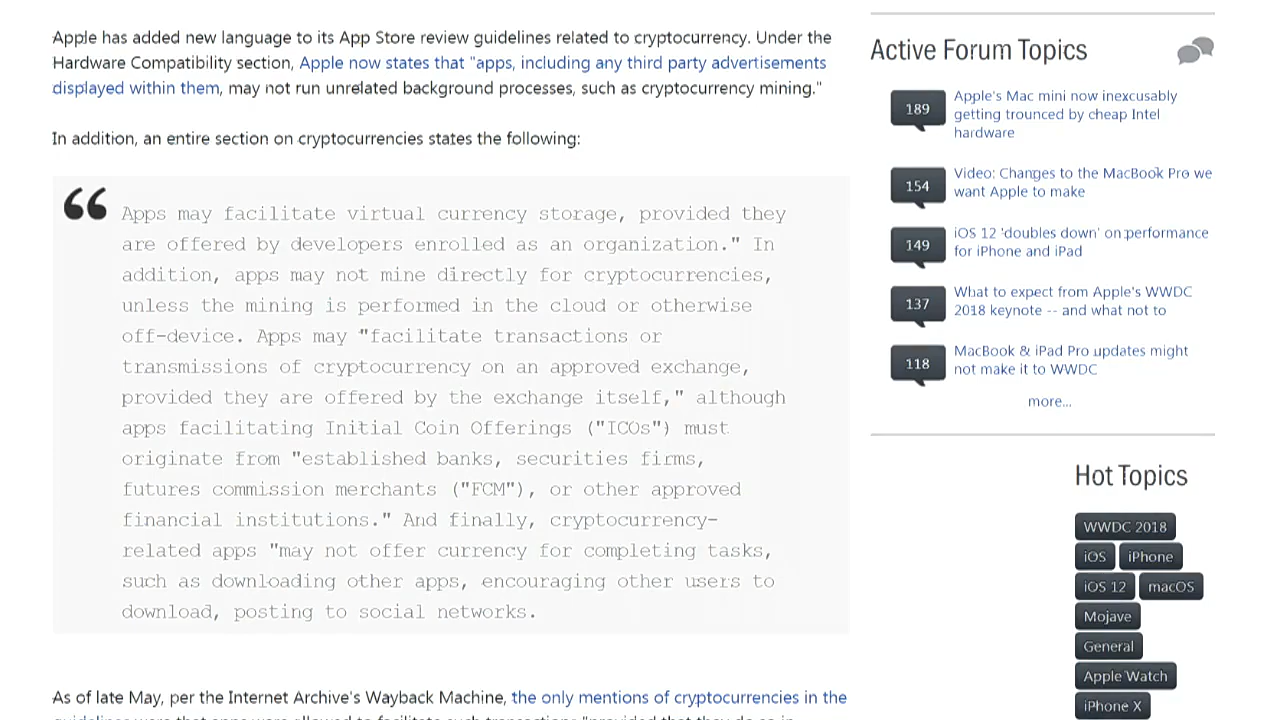 Apple has added new language to its App Store review guidelines related to cryptocurrency. Under the
Hardware Compatibility section, Apple now states that "apps, including any third party advertisements
displayed within them, may not run unrelated background processes, such as cryptocurrency mining."
In addition, an entire section on cryptocurrencies states the following:
“ Apps may facilitate virtual currency storage, provided they
are offered by developers enrolled as an organization." In
addition, apps may not mine directly for cryptocurrencies,
unless the mining is performed in the cloud or otherwise
off-device. Apps may "facilitate transactions or
transmissions of cryptocurrency on an approved exchange,
provided they are offered by the exchange itself," although
apps facilitating Initial Coin Offerings ("ICOs") must
originate from "established banks, securities firms,
futures commission merchants ("FCM"), or other approved
financial institutions." And finally, cryptocurrency-
related apps "may not offer currency for completing tasks,
such as downloading other apps, encouraging other users to
download, posting to social networks.
As of late May, per the Internet Archive's Wayback Machine, the only mentions of cryptocurrencies in the
Active Forum Topics
189 Apple's Mac mini now inexcusably
getting trounced by cheap Intel
hardware
154 Video: Changes to the MacBook Pro we
want Apple to make
149 iOS 12 'doubles down' on performance
for iPhone and iPad
137 What to expect from Apple's WWDC
2018 keynote -- and what not to
118 MacBook & iPad Pro updates might
not make it to WWDC
more...
Hot Topics
WWDC 2018
iOS iPhone
iOS 12 macOS
Mojave
General
Apple Watch
iPhone X